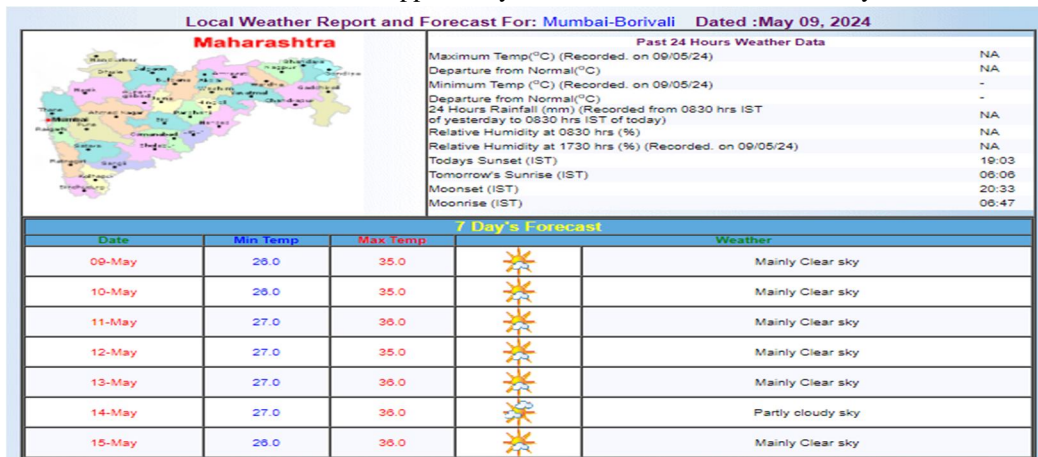 Local Weather Report and Forecast For: Mumbai-Borivali Dated :May 09, 2024
Maharashtra
Past 24 Hours Weather Data
Maximum Temp(°C) (Recorded. on 09/05/24) NA
Departure from Normal(°C) NA
Minimum Temp (°C) (Recorded. on 09/05/24) -
Departure from Normal(°C) -
24 Hours Rainfall (mm) (Recorded from 0830 hrs IST
of yesterday to 0830 hrs IST of today) NA
Relative Humidity at 0830 hrs (%) NA
Relative Humidity at 1730 hrs (%) (Recorded. on 09/05/24) NA
Todays Sunset (IST) 19:03
Tomorrow's Sunrise (IST) 06:06
Moonset (IST) 20:33
Moonrise (IST) 06:47
7 Day's Forecast
Date Min Temp Max Temp Weather
09-May 26.0 35.0 Mainly Clear sky
10-May 26.0 35.0 Mainly Clear sky
11-May 27.0 36.0 Mainly Clear sky
12-May 27.0 35.0 Mainly Clear sky
13-May 27.0 36.0 Mainly Clear sky
14-May 27.0 36.0 Partly cloudy sky
15-May 26.0 36.0 Mainly Clear sky